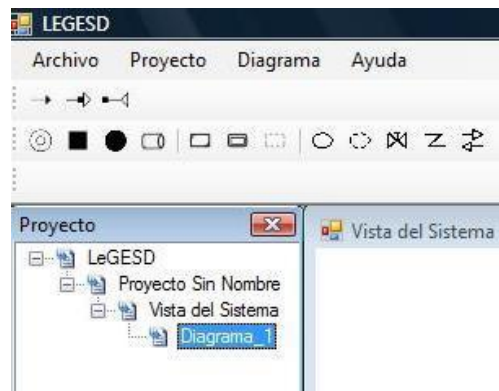 LEGESD
Archivo Proyecto Diagrama Ayuda
Proyecto
LeGESD
Proyecto Sin Nombre
Vista del Sistema
Diagrama_1
Vista del Sistema